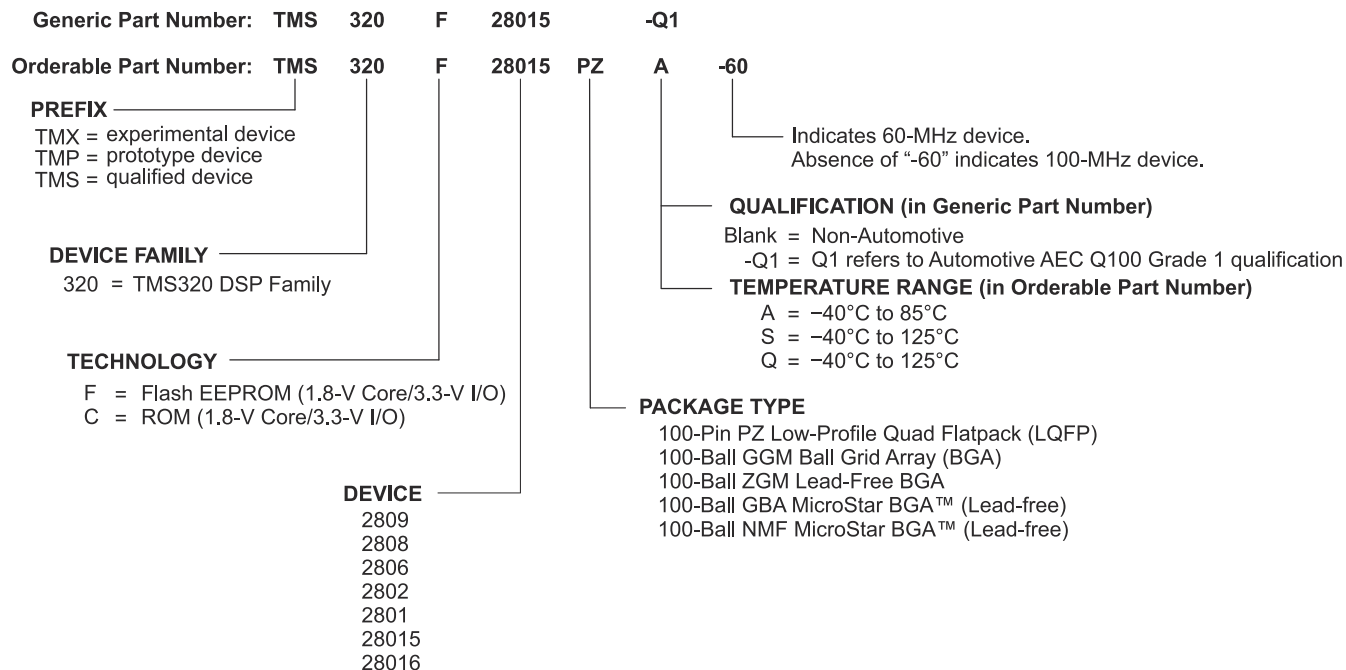 Generic Part Number: TMS 320 F 28015 -Q1
Orderable Part Number: TMS 320 F 28015 PZ A -60
PREFIX
TMX = experimental device
TMP = prototype device
TMS = qualified device
Indicates 60-MHz device.
Absence of “-60” indicates 100-MHz device.
QUALIFICATION (in Generic Part Number)
Blank = Non-Automotive
-Q1 = Q1 refers to Automotive AEC Q100 Grade 1 qualification
DEVICE FAMILY
320 = TMS320 DSP Family
TEMPERATURE RANGE (in Orderable Part Number)
A = −40°C to 85°C
S = −40°C to 125°C
Q = −40°C to 125°C
TECHNOLOGY
F = Flash EEPROM (1.8-V Core/3.3-V I/O)
C = ROM (1.8-V Core/3.3-V I/O)
PACKAGE TYPE
100-Pin PZ Low-Profile Quad Flatpack (LQFP)
100-Ball GGM Ball Grid Array (BGA)
100-Ball ZGM Lead-Free BGA
100-Ball GBA MicroStar BGA™ (Lead-free)
100-Ball NMF MicroStar BGA™ (Lead-free)
DEVICE
2809
2808
2806
2802
2801
28015
28016